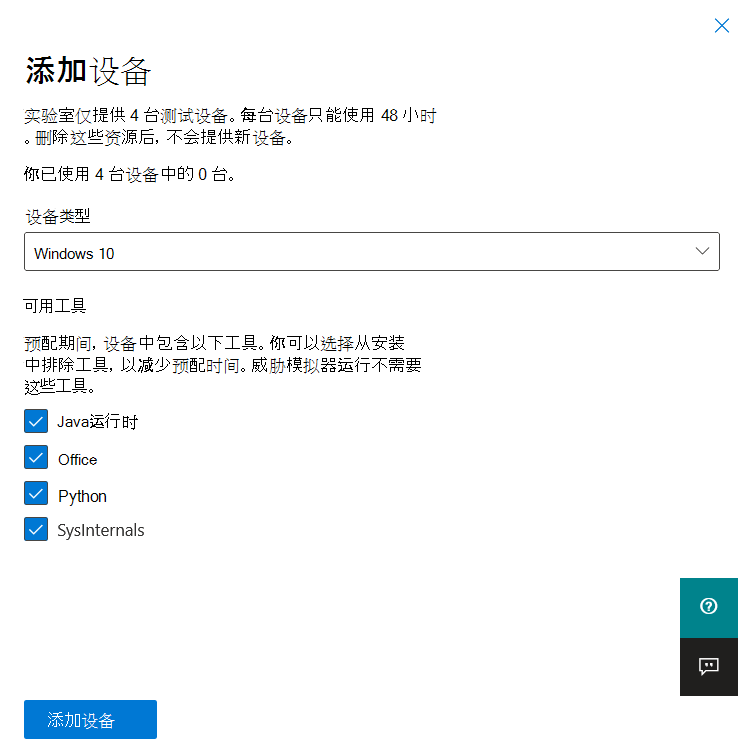 添加设备
实验室仅提供 4 台测试设备。每台设备只能使用 48 小时
。删除这些资源后, 不会提供新设备。
你已使用 4 台设备中的 0 台。
设备类型
Windows 10
可用工具
预配期间, 设备中包含以下工具。你可以选择从安装
中排除工具, 以减少预配时间。威胁模拟器运行不需要
这些工具。
Java运行时
Office
Python
SysInternals
添加设备